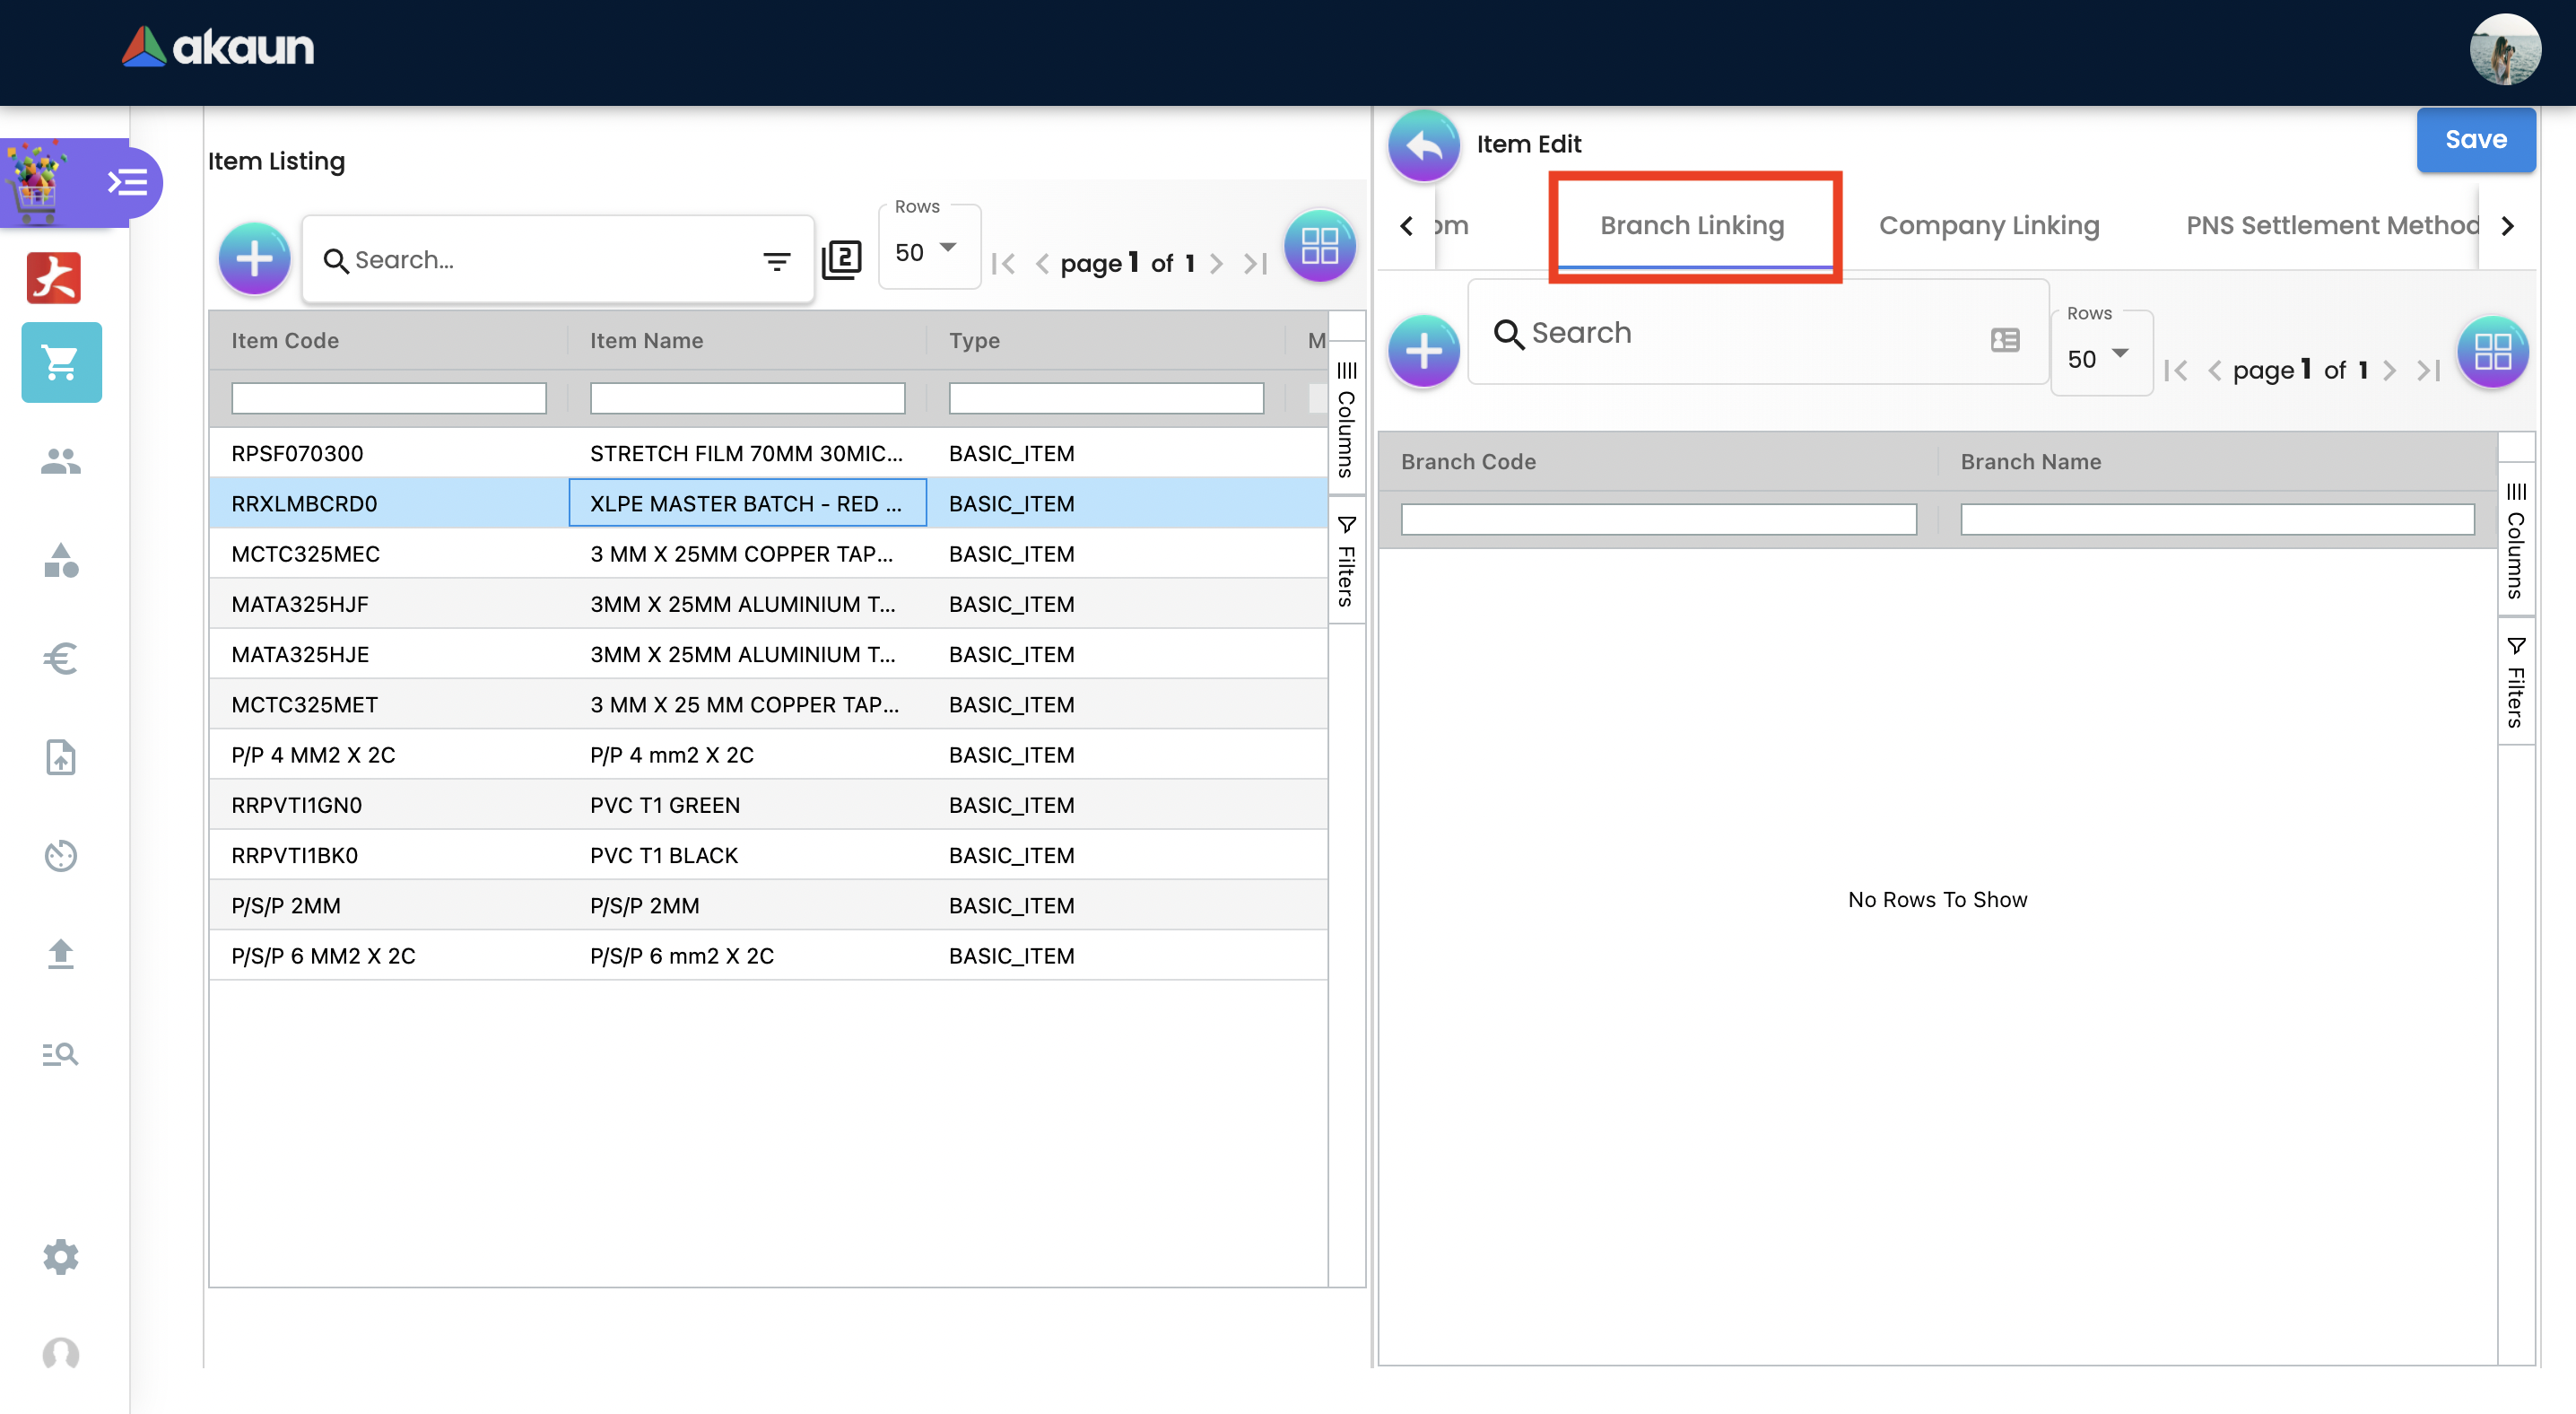 akaun
Item Listing
Search...
2
Rows
50
page 1 of 1
Item Code Item Name Type M
RPSF070300 STRETCH FILM 70MM 30MIC... BASIC_ITEM
RRXLMBCRD0 XLPE MASTER BATCH - RED ... BASIC_ITEM
MCTC325MEC 3 MM X 25MM COPPER TAP... BASIC_ITEM
MATA325HJF 3MM X 25MM ALUMINIUM T... BASIC_ITEM
MATA325HJE 3MM X 25MM ALUMINIUM T... BASIC_ITEM
MCTC325MET 3 MM X 25 MM COPPER TAP... BASIC_ITEM
P/P 4 MM2 X 2C P/P 4 mm2 X 2C BASIC_ITEM
RRPVTI1GN0 PVC T1 GREEN BASIC_ITEM
RRPVTI1BK0 PVC T1 BLACK BASIC_ITEM
P/S/P 2MM P/S/P 2MM BASIC_ITEM
P/S/P 6 MM2 X 2C P/S/P 6 mm2 X 2C BASIC_ITEM
Columns
Filters
Item Edit
Save
om Branch Linking Company Linking PNS Settlement Method
Search
Rows
50
page 1 of 1
Branch Code Branch Name
No Rows To Show
Columns
Filters